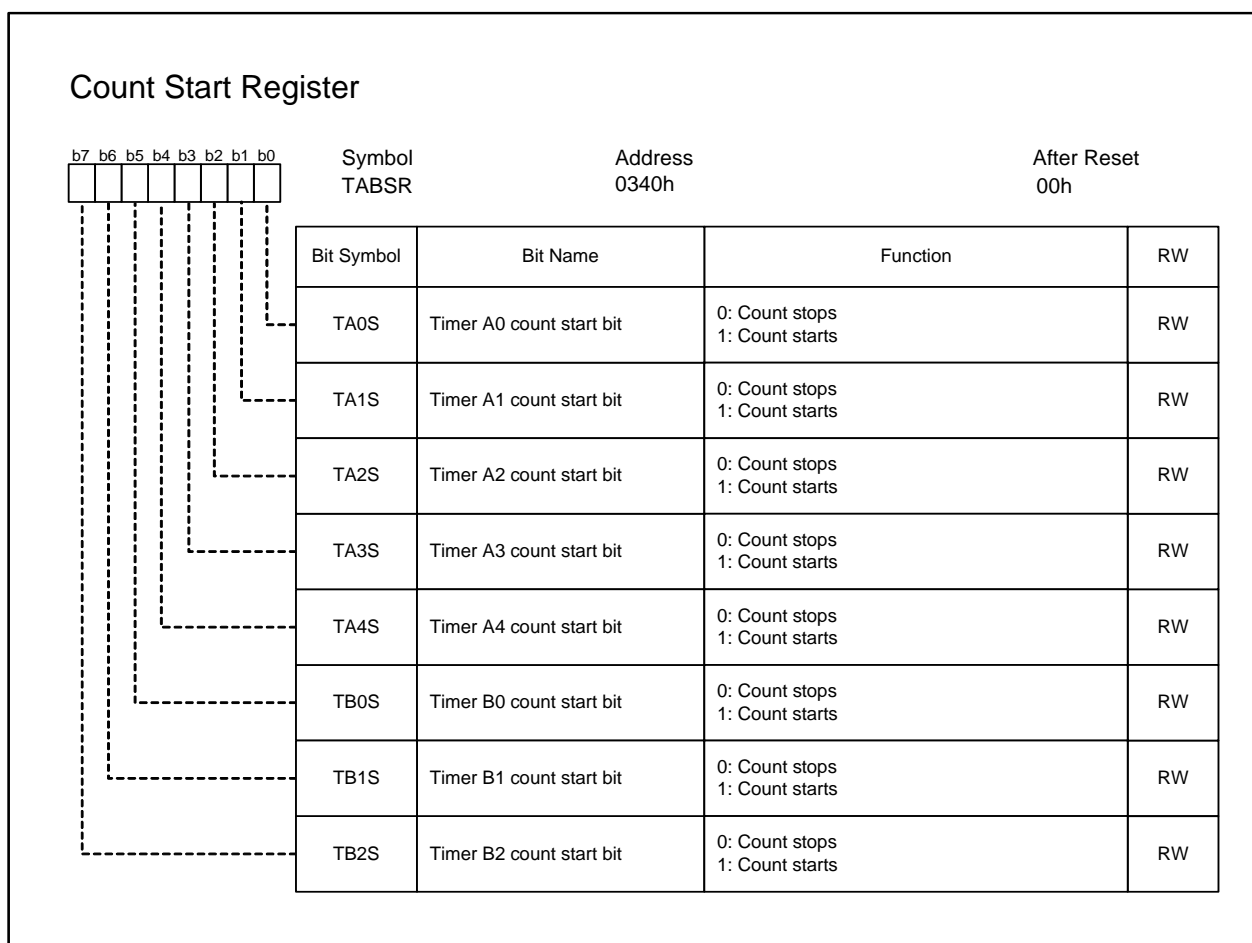 Count Start Register
b7 b6 b5 b4 b3 b2 b1 b0
Symbol Address After Reset
TABSR 0340h 00h
Bit Symbol Bit Name Function RW
TA0S Timer A0 count start bit 0: Count stops RW
1: Count starts
TA1S Timer A1 count start bit 0: Count stops RW
1: Count starts
TA2S Timer A2 count start bit 0: Count stops RW
1: Count starts
TA3S Timer A3 count start bit 0: Count stops RW
1: Count starts
TA4S Timer A4 count start bit 0: Count stops RW
1: Count starts
TB0S Timer B0 count start bit 0: Count stops RW
1: Count starts
TB1S Timer B1 count start bit 0: Count stops RW
1: Count starts
TB2S Timer B2 count start bit 0: Count stops RW
1: Count starts